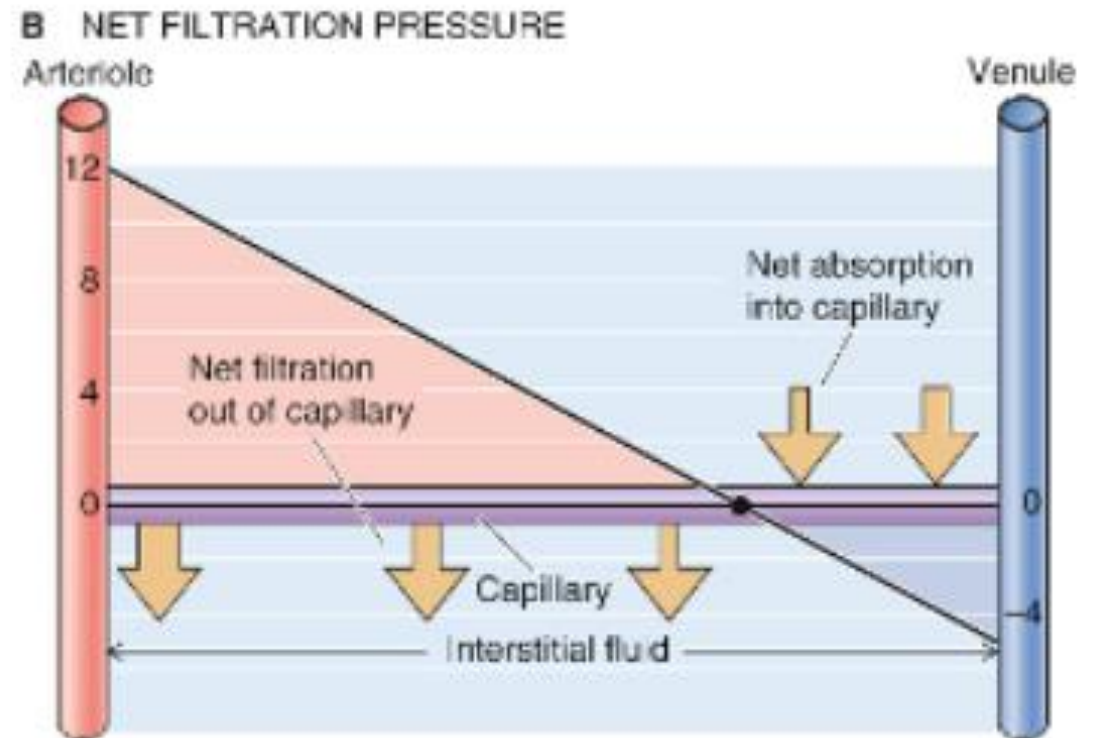 B NET FILTRATION PRESSURE
Arteriole
Venule
12
8
4
0
Net filtration
out of capillary
Net absorption
into capillary
0
-4
Capillary
Interstitial fluid